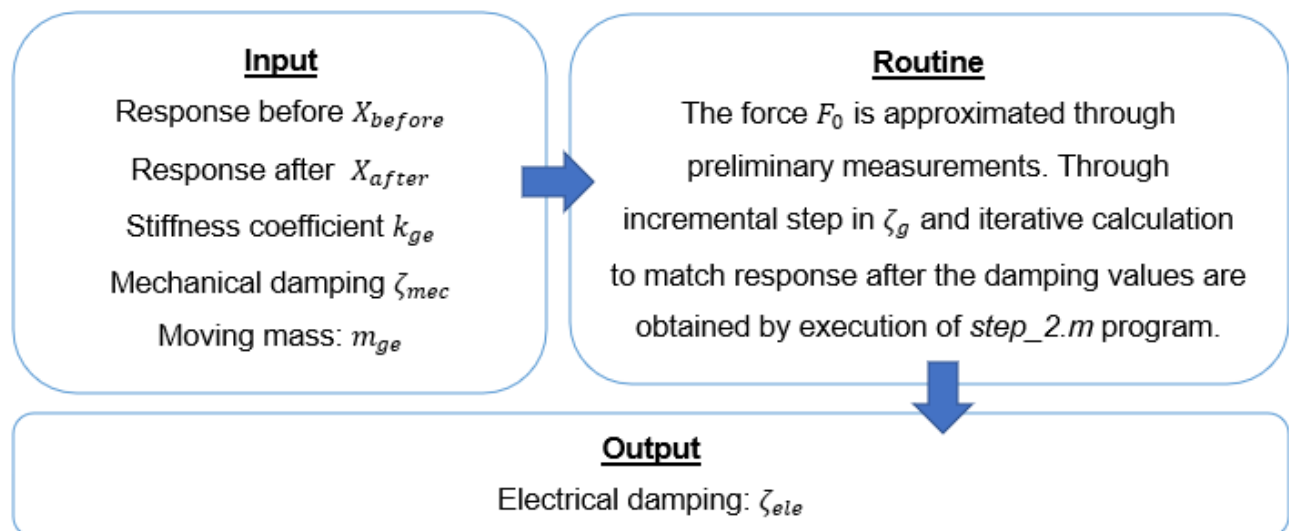 Input
Response before X_before
Response after X_after
Stiffness coefficient k_ge
Mechanical damping ζ_mec
Moving mass: m_ge
Routine
The force F_0 is approximated through
preliminary measurements. Through
incremental step in ζ_g and iterative calculation
to match response after the damping values are
obtained by execution of step_2.m program.
Output
Electrical damping: ζ_ele